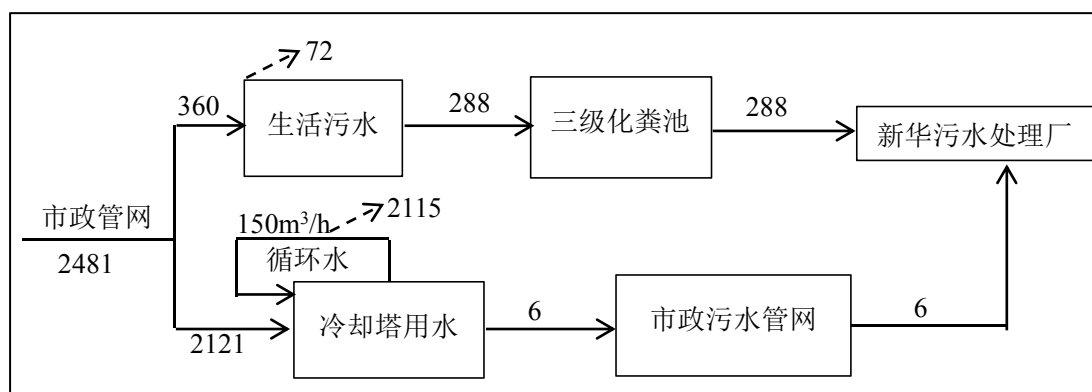 72
360
生活污水
288
三级化粪池
288
新华污水处理厂
市政管网
2481
150m³/h
2115
循环水
2121
冷却塔用水
6
市政污水管网
6